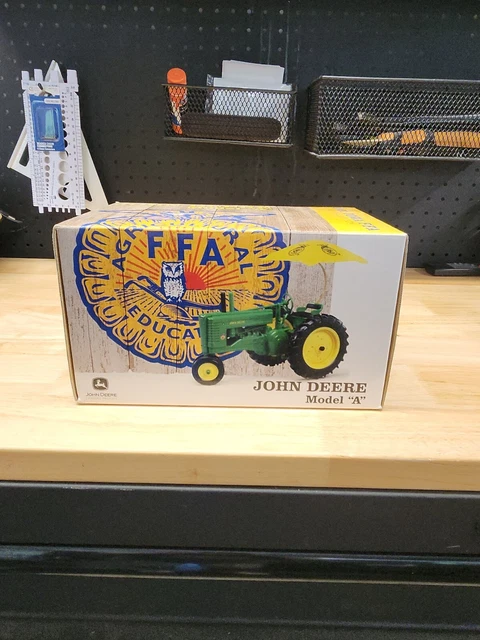 AGRICULTURAL
FFA
EDUCATION
JOHN DEERE
JOHN DEERE
Model "A"